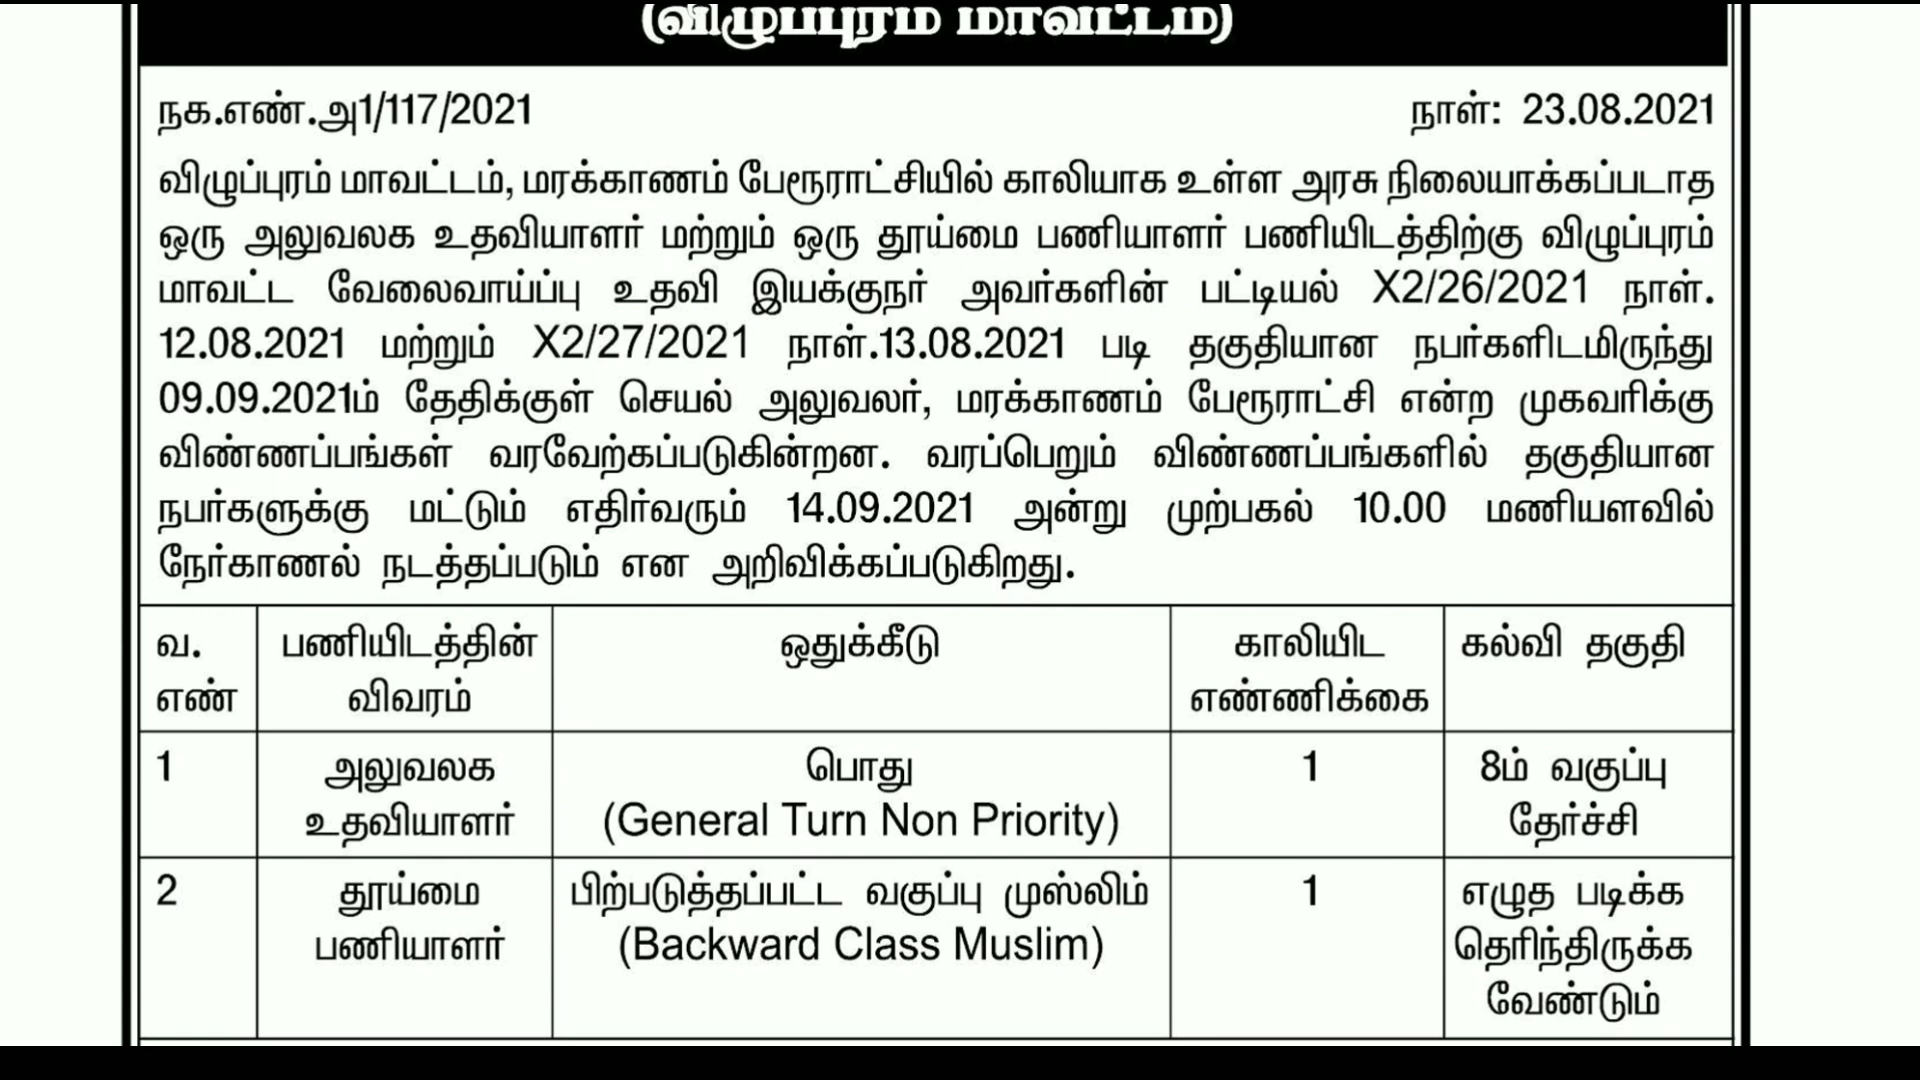 (விழுப்புரம் மாவட்டம்)
நக.எண்.அ1/117/2021 நாள்: 23.08.2021
விழுப்புரம் மாவட்டம், மரக்காணம் பேரூராட்சியில் காலியாக உள்ள அரசு நிலையாக்கப்படாத
ஒரு அலுவலக உதவியாளர் மற்றும் ஒரு தூய்மை பணியாளர் பணியிடத்திற்கு விழுப்புரம்
மாவட்ட வேலைவாய்ப்பு உதவி இயக்குநர் அவர்களின் பட்டியல் X2/26/2021 நாள்.
12.08.2021 மற்றும் X2/27/2021 நாள்.13.08.2021 படி தகுதியான நபர்களிடமிருந்து
09.09.2021ம் தேதிக்குள் செயல் அலுவலர், மரக்காணம் பேரூராட்சி என்ற முகவரிக்கு
விண்ணப்பங்கள் வரவேற்கப்படுகின்றன. வரப்பெறும் விண்ணப்பங்களில் தகுதியான
நபர்களுக்கு மட்டும் எதிர்வரும் 14.09.2021 அன்று முற்பகல் 10.00 மணியளவில்
நேர்காணல் நடத்தப்படும் என அறிவிக்கப்படுகிறது.
வ. பணியிடத்தின் ஒதுக்கீடு காலியிட கல்வி தகுதி
எண் விவரம் எண்ணிக்கை
1 அலுவலக பொது 1 8ம் வகுப்பு
உதவியாளர் (General Turn Non Priority) தேர்ச்சி
2 தூய்மை பிற்படுத்தப்பட்ட வகுப்பு முஸ்லிம் 1 எழுத படிக்க
பணியாளர் (Backward Class Muslim) தெரிந்திருக்க
வேண்டும்